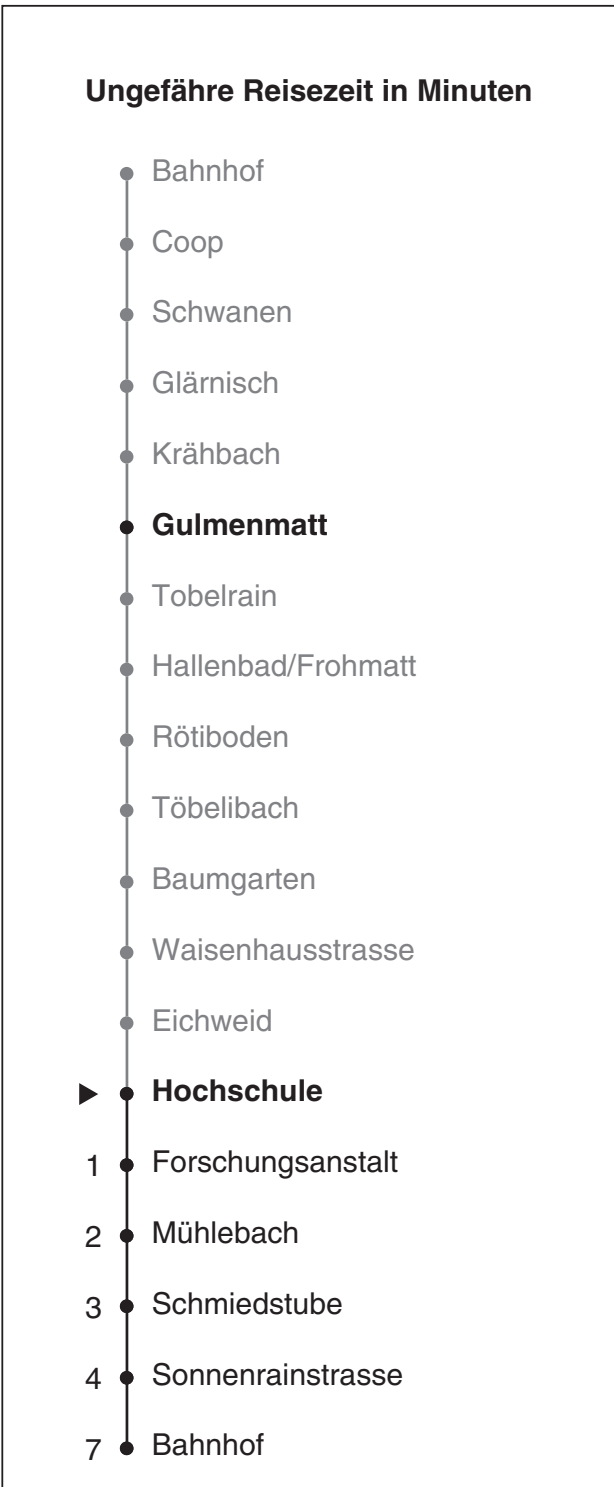 Ungefähre Reisezeit in Minuten
Bahnhof
Coop
Schwanen
Glärnisch
Krähbach
Gulmenmatt
Tobelrain
Hallenbad/Frohmatt
Rötiboden
Töbelibach
Baumgarten
Waisenhausstrasse
Eichweid
Hochschule
1 Forschungsanstalt
2 Mühlebach
3 Schmiedstube
4 Sonnenrainstrasse
7 Bahnhof